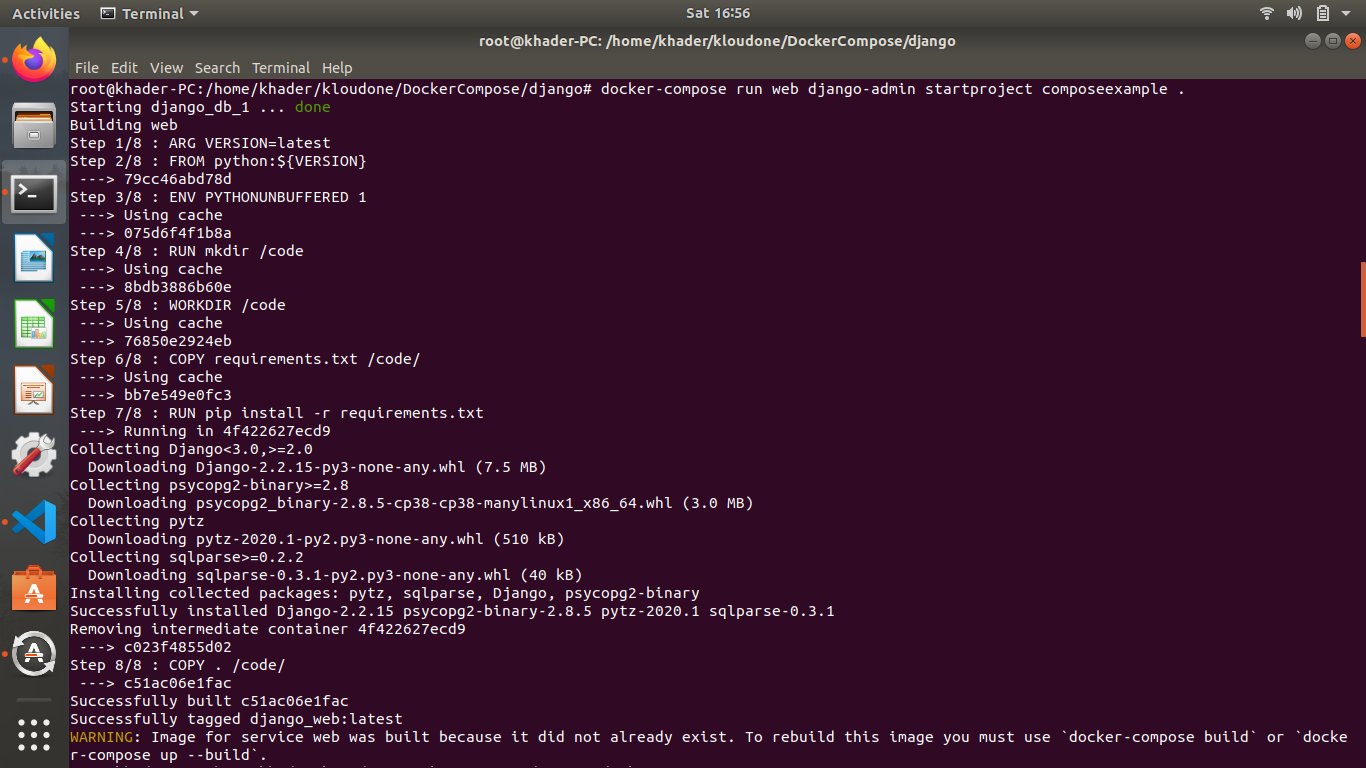 Activities
Terminal
Sat 16:56
root@khader-PC: /home/khader/kloudone/DockerCompose/django
File Edit View Search Terminal Help
root@khader-PC:/home/khader/kloudone/DockerCompose/django# docker-compose run web django-admin startproject composeexample .
Starting django_db_1 ... done
Building web
Step 1/8 : ARG VERSION=latest
Step 2/8 : FROM python:${VERSION}
 ---> 79cc46abd78d
Step 3/8 : ENV PYTHONUNBUFFERED 1
 ---> Using cache
 ---> 075d6f4f1b8a
Step 4/8 : RUN mkdir /code
 ---> Using cache
 ---> 8bdb3886b60e
Step 5/8 : WORKDIR /code
 ---> Using cache
 ---> 76850e2924eb
Step 6/8 : COPY requirements.txt /code/
 ---> Using cache
 ---> bb7e549e0fc3
Step 7/8 : RUN pip install -r requirements.txt
 ---> Running in 4f422627ecd9
Collecting Django<3.0,>=2.0
  Downloading Django-2.2.15-py3-none-any.whl (7.5 MB)
Collecting psycopg2-binary>=2.8
  Downloading psycopg2_binary-2.8.5-cp38-cp38-manylinux1_x86_64.whl (3.0 MB)
Collecting pytz
  Downloading pytz-2020.1-py2.py3-none-any.whl (510 kB)
Collecting sqlparse>=0.2.2
  Downloading sqlparse-0.3.1-py2.py3-none-any.whl (40 kB)
Installing collected packages: pytz, sqlparse, Django, psycopg2-binary
Successfully installed Django-2.2.15 psycopg2-binary-2.8.5 pytz-2020.1 sqlparse-0.3.1
Removing intermediate container 4f422627ecd9
 ---> c023f4855d02
Step 8/8 : COPY . /code/
 ---> c51ac06e1fac
Successfully built c51ac06e1fac
Successfully tagged django_web:latest
WARNING: Image for service web was built because it did not already exist. To rebuild this image you must use `docker-compose build` or `docke
r-compose up --build`.